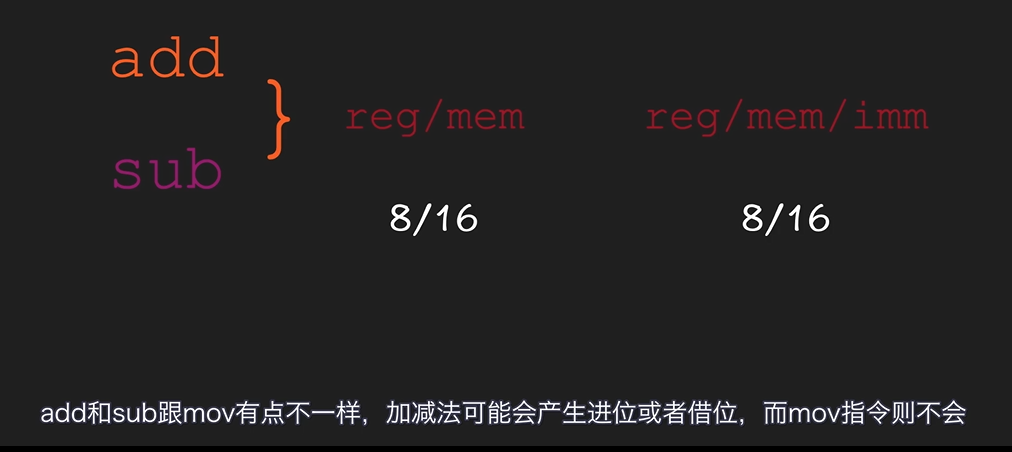 add
}
reg/mem reg/mem/imm
sub
8/16 8/16
add和sub跟mov有点不一样，加减法可能会产生进位或者借位，而mov指令则不会